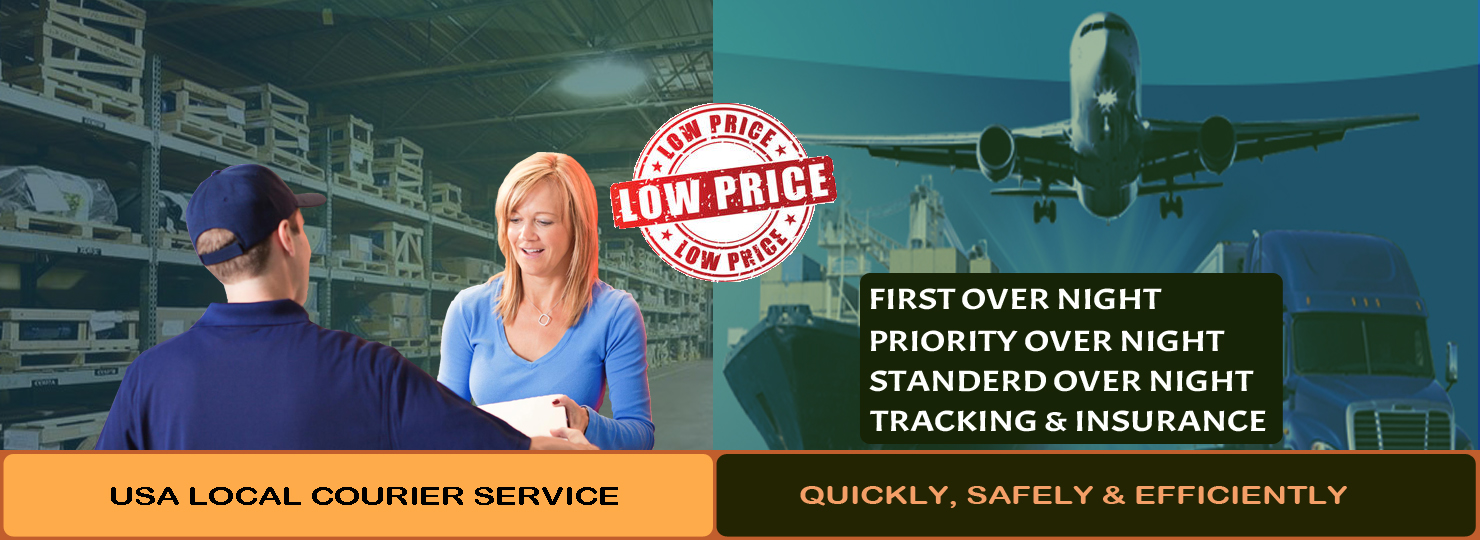 LOW PRICE
LOW PRICE
LOW PRICE
FIRST OVER NIGHT
PRIORITY OVER NIGHT
STANDERD OVER NIGHT
TRACKING & INSURANCE
USA LOCAL COURIER SERVICE
QUICKLY, SAFELY & EFFICIENTLY